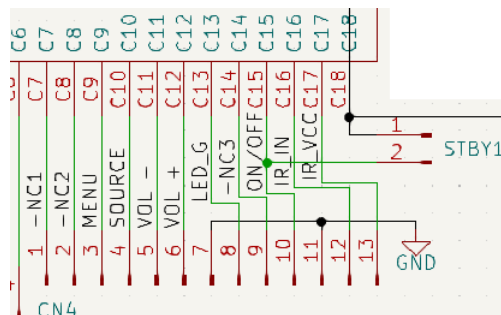 C6 C7 C8 C9 C10 C11 C12 C13 C14 C15 C16 C17 C18
C7 C8 C9 C10 C11 C12 C13 C14 C15 C16 C17 C18
-NC1 -NC2 MENU SOURCE VOL - VOL + LED_G -NC3 ON/OFF IR_IN IR_VCC
1 2 3 4 5 6 7 8 9 10 11 12 13
1
2
STBY1
GND
CN4